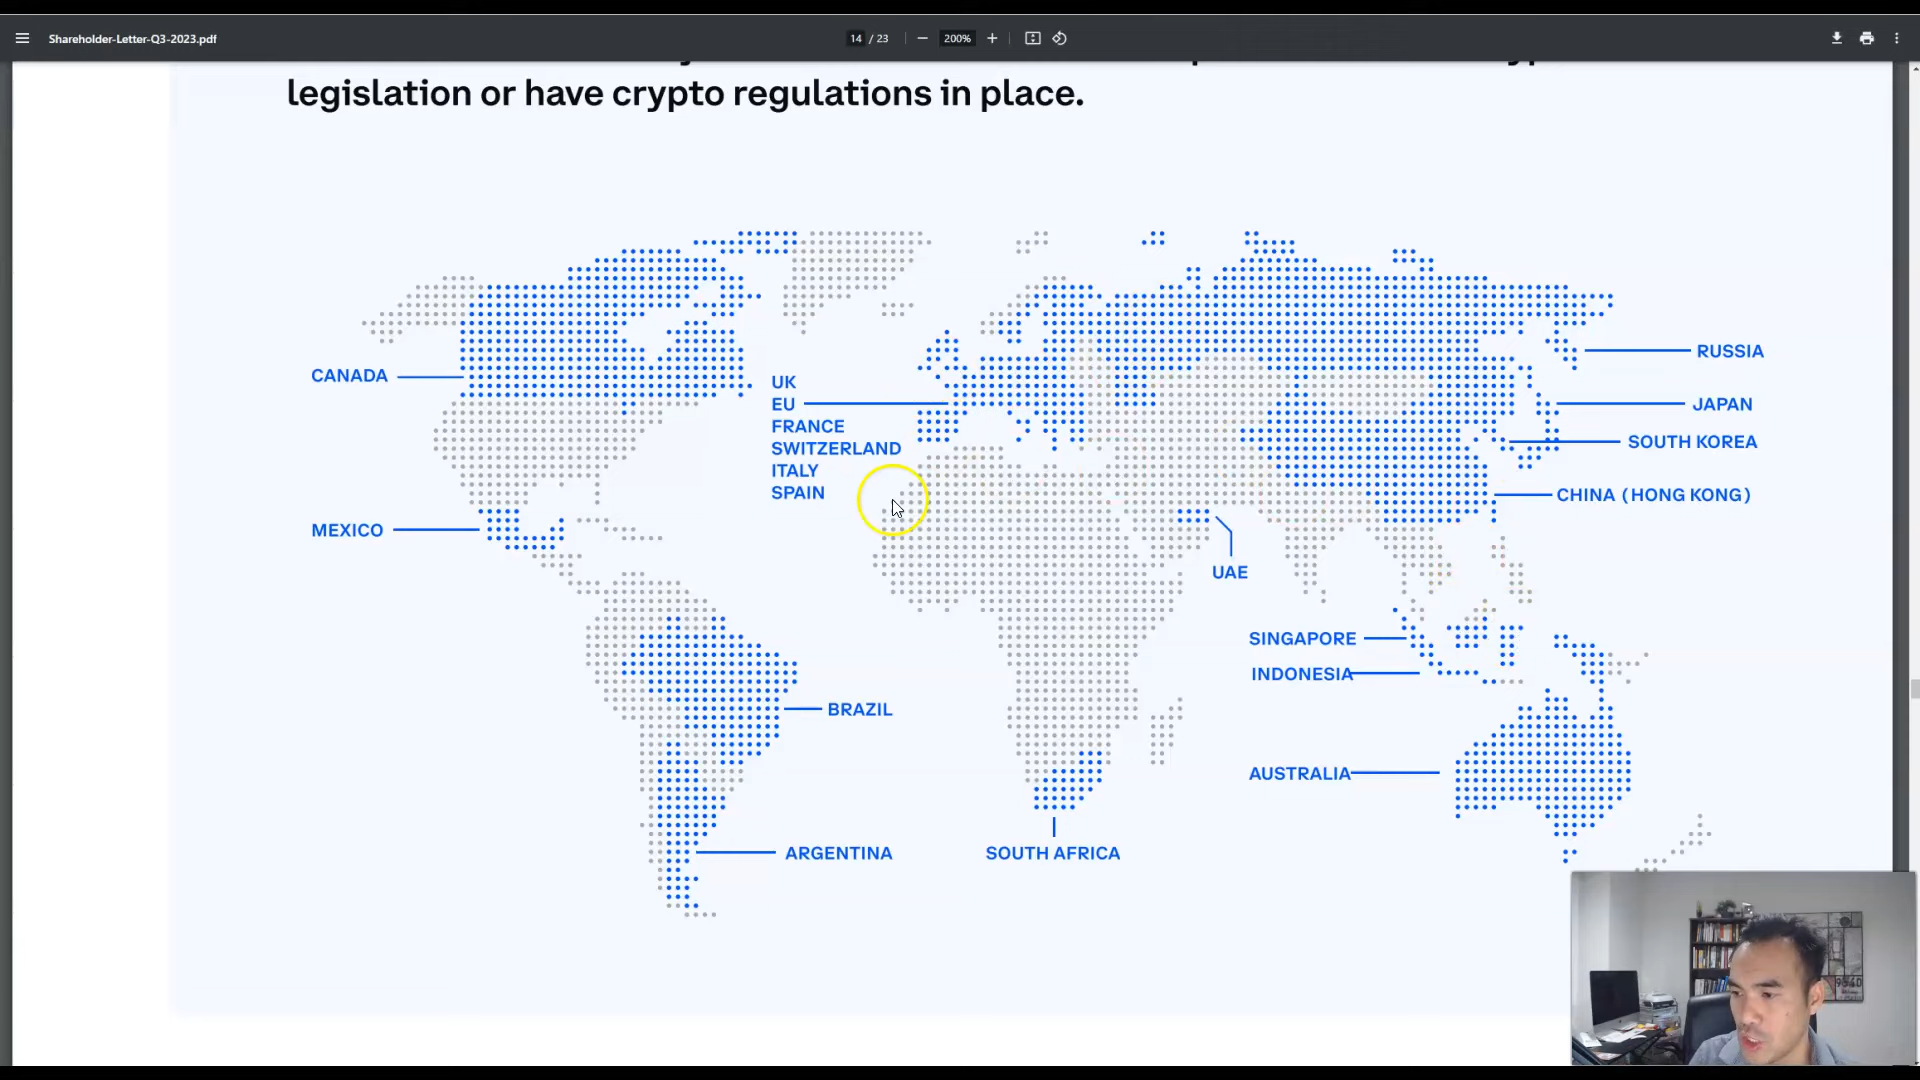 Shareholder-Letter-Q3-2023.pdf
14 / 23
200%
legislation or have crypto regulations in place.
CANADA
UK
EU
FRANCE
SWITZERLAND
ITALY
SPAIN
MEXICO
RUSSIA
JAPAN
SOUTH KOREA
CHINA (HONG KONG)
UAE
SINGAPORE
INDONESIA
BRAZIL
AUSTRALIA
ARGENTINA
SOUTH AFRICA